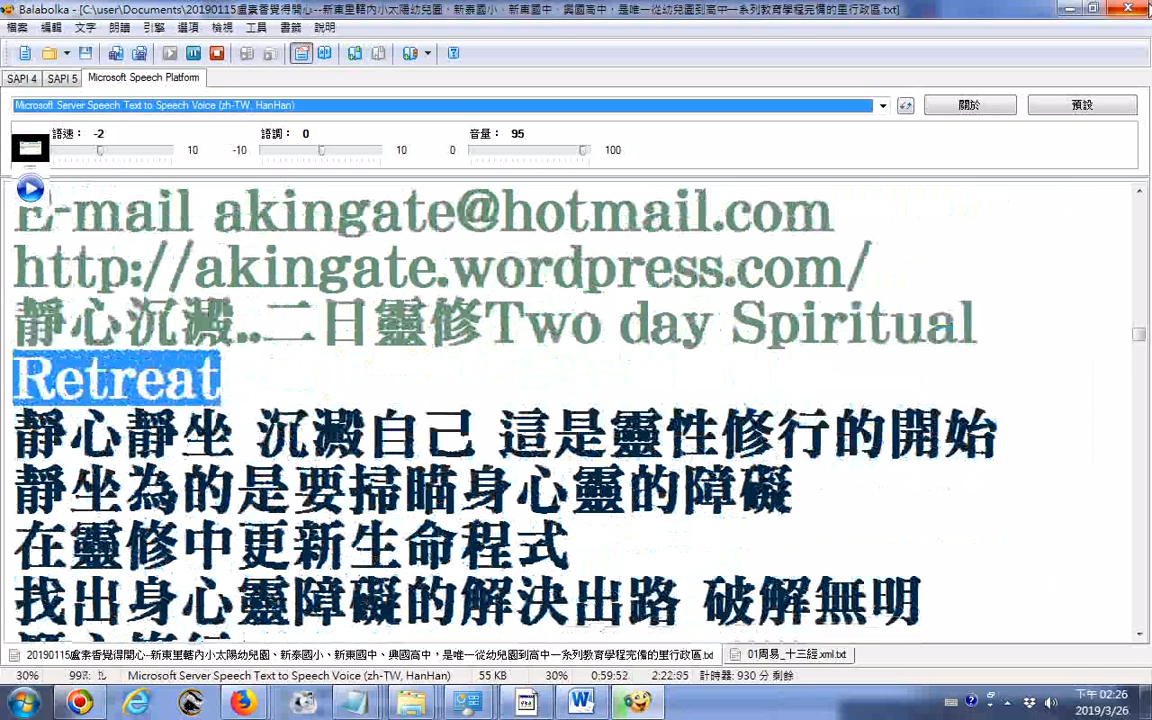 Balabolka - [C:\user\Documents\20190115盧素香覺得開心--新東里轄內小太陽幼兒園、新泰國小、新東國中、興國高中，是唯一從幼兒園到高中一系列教育學程完備的里行政區.txt]
檔案 編輯 文字 朗讀 引擎 選項 檢視 工具 書籤 說明
SAPI 4 SAPI 5 Microsoft Speech Platform
Microsoft Server Speech Text to Speech Voice (zh-TW, HanHan) 關於 預設
語速： -2 語調： 0 音量： 95
10 -10 10 0 100
E-mail akingate@hotmail.com
http://akingate.wordpress.com/
靜心沉澱..二日靈修Two day Spiritual
Retreat
靜心靜坐 沉澱自己 這是靈性修行的開始
靜坐為的是要掃瞄身心靈的障礙
在靈修中更新生命程式
找出身心靈障礙的解決出路 破解無明
20190115盧素香覺得開心--新東里轄內小太陽幼兒園、新泰國小、新東國中、興國高中，是唯一從幼兒園到高中一系列教育學程完備的里行政區.txt 01周易_十三經.txt
30% 99% Microsoft Server Speech Text to Speech Voice (zh-TW, HanHan) 55 KB 30% 0:59:52 2:22:05 計時器: 930 分 剩餘
下午 02:26
2019/3/26